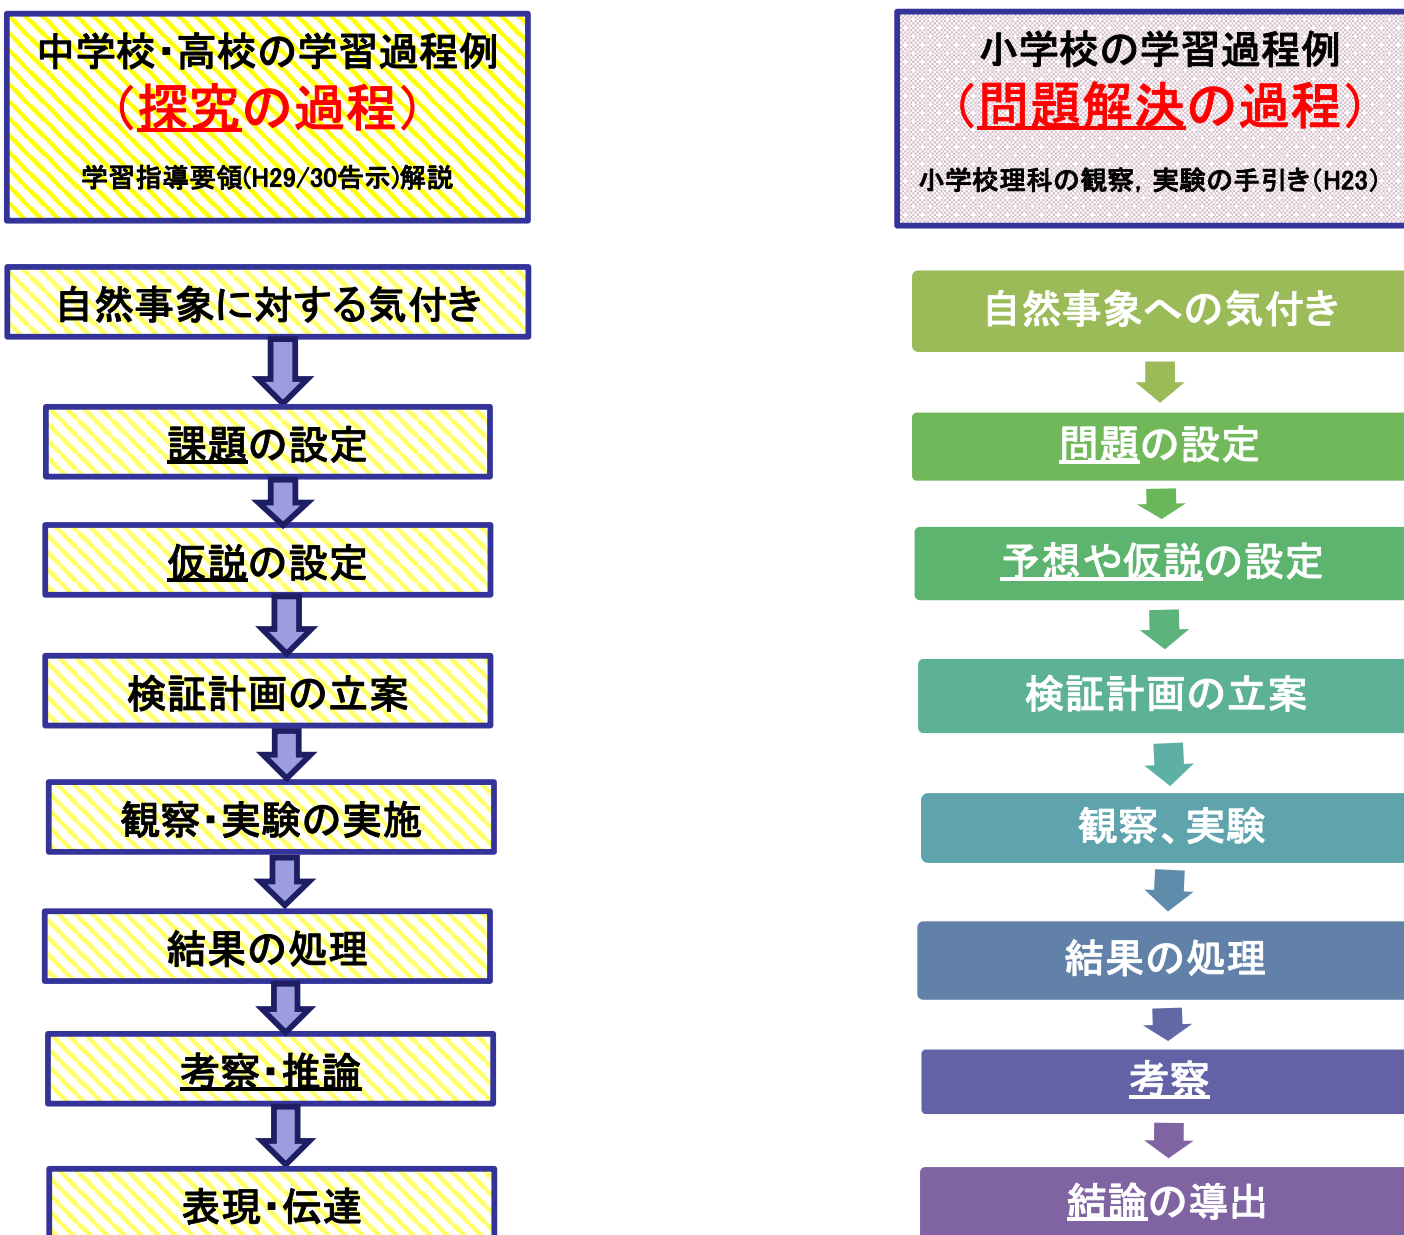 中学校・高校の学習過程例
（探究の過程）
学習指導要領(H29/30告示)解説
自然事象に対する気付き
課題の設定
仮説の設定
検証計画の立案
観察・実験の実施
結果の処理
考察・推論
表現・伝達
小学校の学習過程例
（問題解決の過程）
小学校理科の観察，実験の手引き（H23）
自然事象への気付き
問題の設定
予想や仮説の設定
検証計画の立案
観察、実験
結果の処理
考察
結論の導出